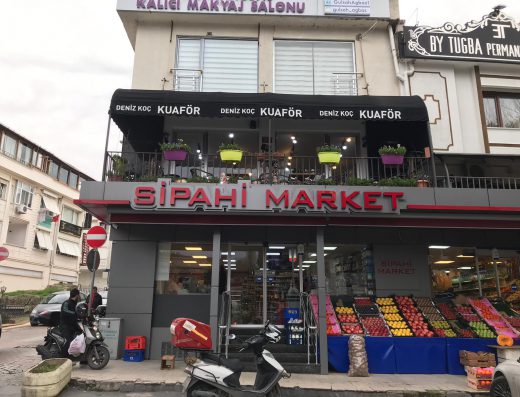 KALICI MAKYAJ SALONU
BY TUGBA PERMAN
DENİZ KOÇ KUAFÖR DENİZ KOÇ KUAFÖR DENİZ KOÇ KUAFÖR
SİPAHİ MARKET
SİPAHİ
MARKET